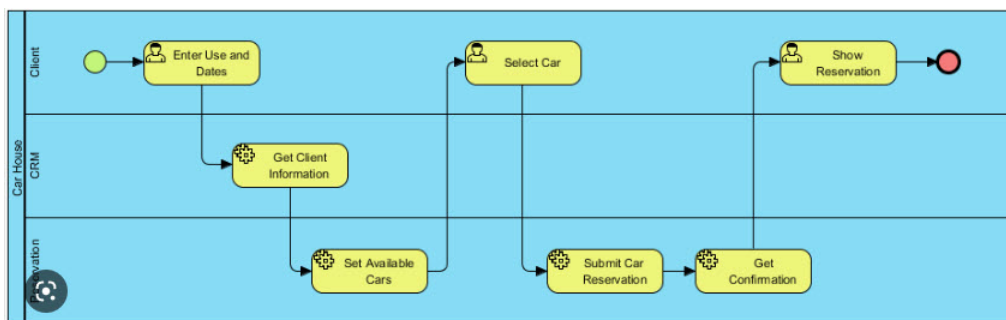 Car House
Client
Enter Use and
Dates
Select Car
Show
Reservation
CRM
Get Client
Information
Set Available
Cars
Submit Car
Reservation
Get
Confirmation